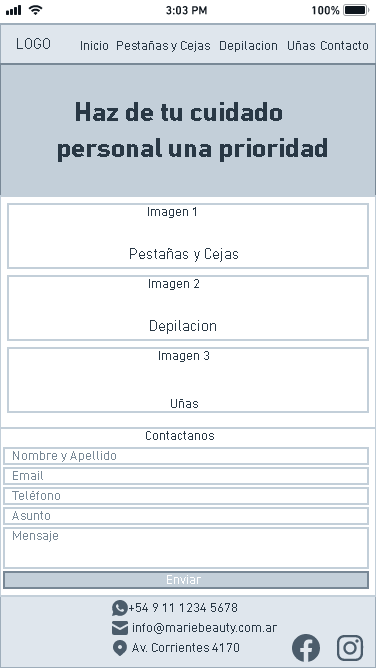 3:03 PM 100%
LOGO Inicio Pestañas y Cejas Depilacion Uñas Contacto
Haz de tu cuidado
personal una prioridad
Imagen 1
Pestañas y Cejas
Imagen 2
Depilacion
Imagen 3
Uñas
Contactanos
Nombre y Apellido
Email
Teléfono
Asunto
Mensaje
Enviar
+54 9 11 1234 5678
info@mariebeauty.com.ar
Av. Corrientes 4170